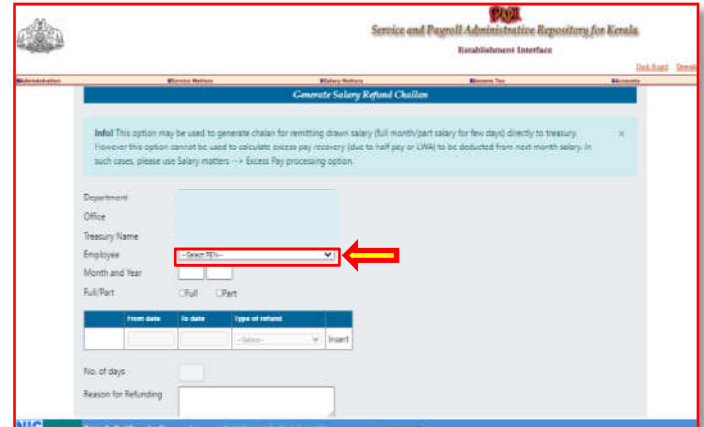 Service and Payroll Administrative Repository for Kerala
Establishment Interface
Administration Service Matters Salary Matters Income Tax Accounts
Generate Salary Refund Challan
Info! This option may be used to generate chalan for remitting drawn salary (full month/part salary for few days) directly to treasury. ×
However this option cannot be used to calculate excess pay recovery (due to half pay or LWA) to be deducted from next month salary. In
such cases, please use Salary matters --> Excess Pay processing option.
Department
Office
Treasury Name
Employee --Select PEN--
Month and Year
Full/Part Full Part
From date To date Type of refund
--Select-- Insert
No. of days
Reason for Refunding
NIC